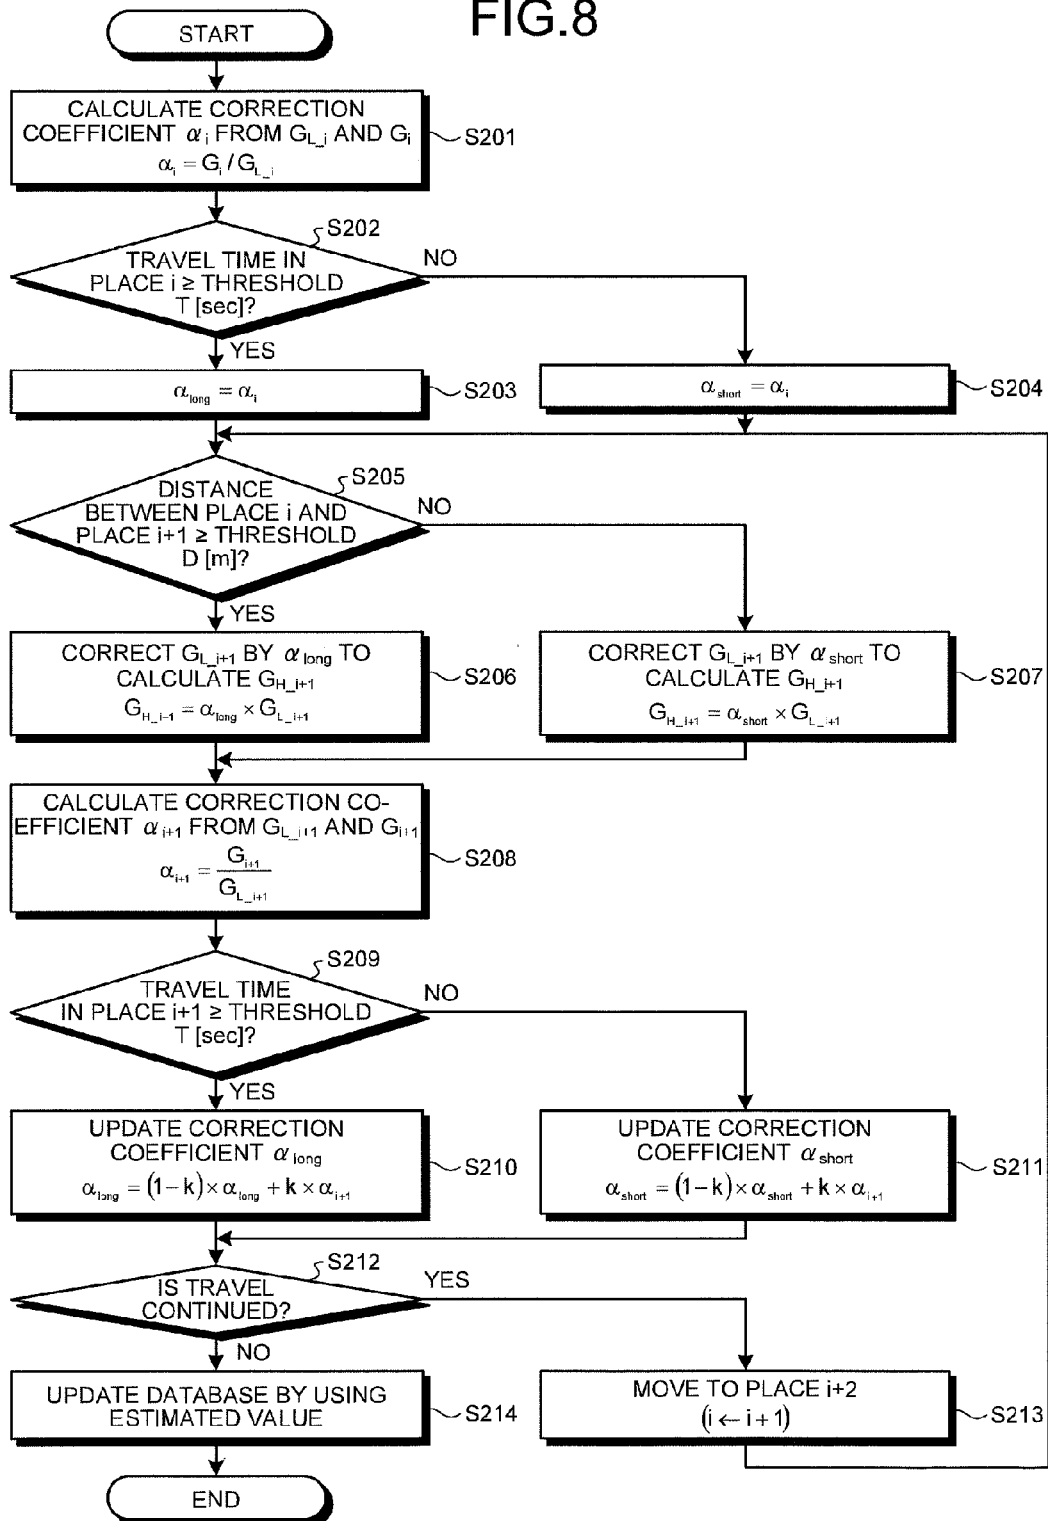 FIG.8
START
CALCULATE CORRECTION
COEFFICIENT αi FROM GL_i AND Gi
αi = Gi / GL_i
S201
S202
TRAVEL TIME IN
PLACE i ≥ THRESHOLD
T [sec]?
NO
YES
αlong = αi
S203
αshort = αi
S204
S205
DISTANCE
BETWEEN PLACE i AND
PLACE i+1 ≥ THRESHOLD
D [m]?
NO
YES
CORRECT GL_i+1 BY αlong TO
CALCULATE GH_i+1
GH_i+1 = αlong × GL_i+1
S206
CORRECT GL_i+1 BY αshort TO
CALCULATE GH_i+1
GH_i+1 = αshort × GL_i+1
S207
CALCULATE CORRECTION CO-
EFFICIENT αi+1 FROM GL_i+1 AND Gi+1
αi+1 = Gi+1 / GL_i+1
S208
S209
TRAVEL TIME
IN PLACE i+1 ≥ THRESHOLD
T [sec]?
NO
YES
UPDATE CORRECTION
COEFFICIENT αlong
αlong = (1−k)×αlong + k×αi+1
S210
UPDATE CORRECTION
COEFFICIENT αshort
αshort = (1−k)×αshort + k×αi+1
S211
S212
IS TRAVEL
CONTINUED?
YES
NO
UPDATE DATABASE BY USING
ESTIMATED VALUE
S214
MOVE TO PLACE i+2
(i ← i+1)
S213
END